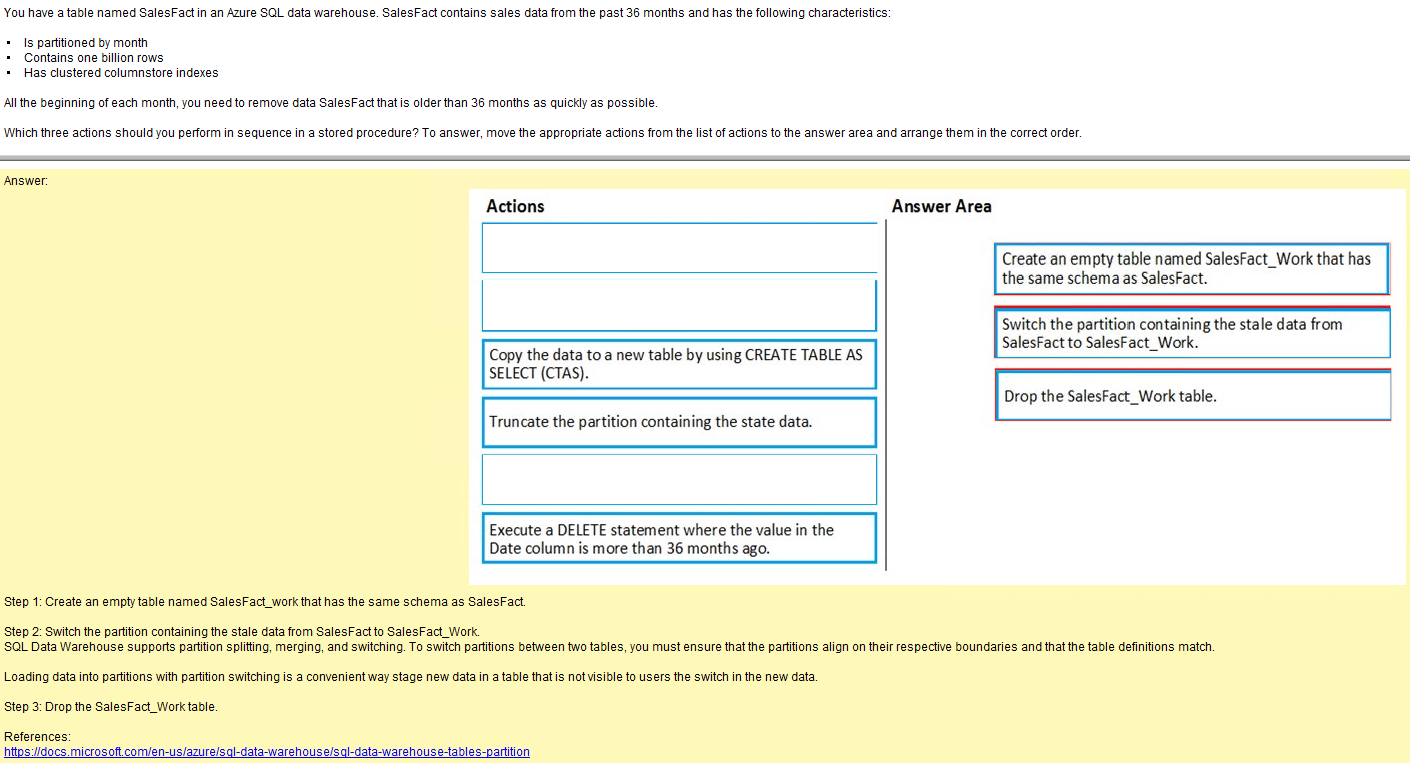 You have a table named SalesFact in an Azure SQL data warehouse. SalesFact contains sales data from the past 36 months and has the following characteristics:
▪ Is partitioned by month
▪ Contains one billion rows
▪ Has clustered columnstore indexes
All the beginning of each month, you need to remove data SalesFact that is older than 36 months as quickly as possible.
Which three actions should you perform in sequence in a stored procedure? To answer, move the appropriate actions from the list of actions to the answer area and arrange them in the correct order.
Answer:
Actions
Copy the data to a new table by using CREATE TABLE AS
SELECT (CTAS).
Truncate the partition containing the state data.
Execute a DELETE statement where the value in the
Date column is more than 36 months ago.
Answer Area
Create an empty table named SalesFact_Work that has
the same schema as SalesFact.
Switch the partition containing the stale data from
SalesFact to SalesFact_Work.
Drop the SalesFact_Work table.
Step 1: Create an empty table named SalesFact_work that has the same schema as SalesFact.
Step 2: Switch the partition containing the stale data from SalesFact to SalesFact_Work.
SQL Data Warehouse supports partition splitting, merging, and switching. To switch partitions between two tables, you must ensure that the partitions align on their respective boundaries and that the table definitions match.
Loading data into partitions with partition switching is a convenient way stage new data in a table that is not visible to users the switch in the new data.
Step 3: Drop the SalesFact_Work table.
References:
https://docs.microsoft.com/en-us/azure/sql-data-warehouse/sql-data-warehouse-tables-partition